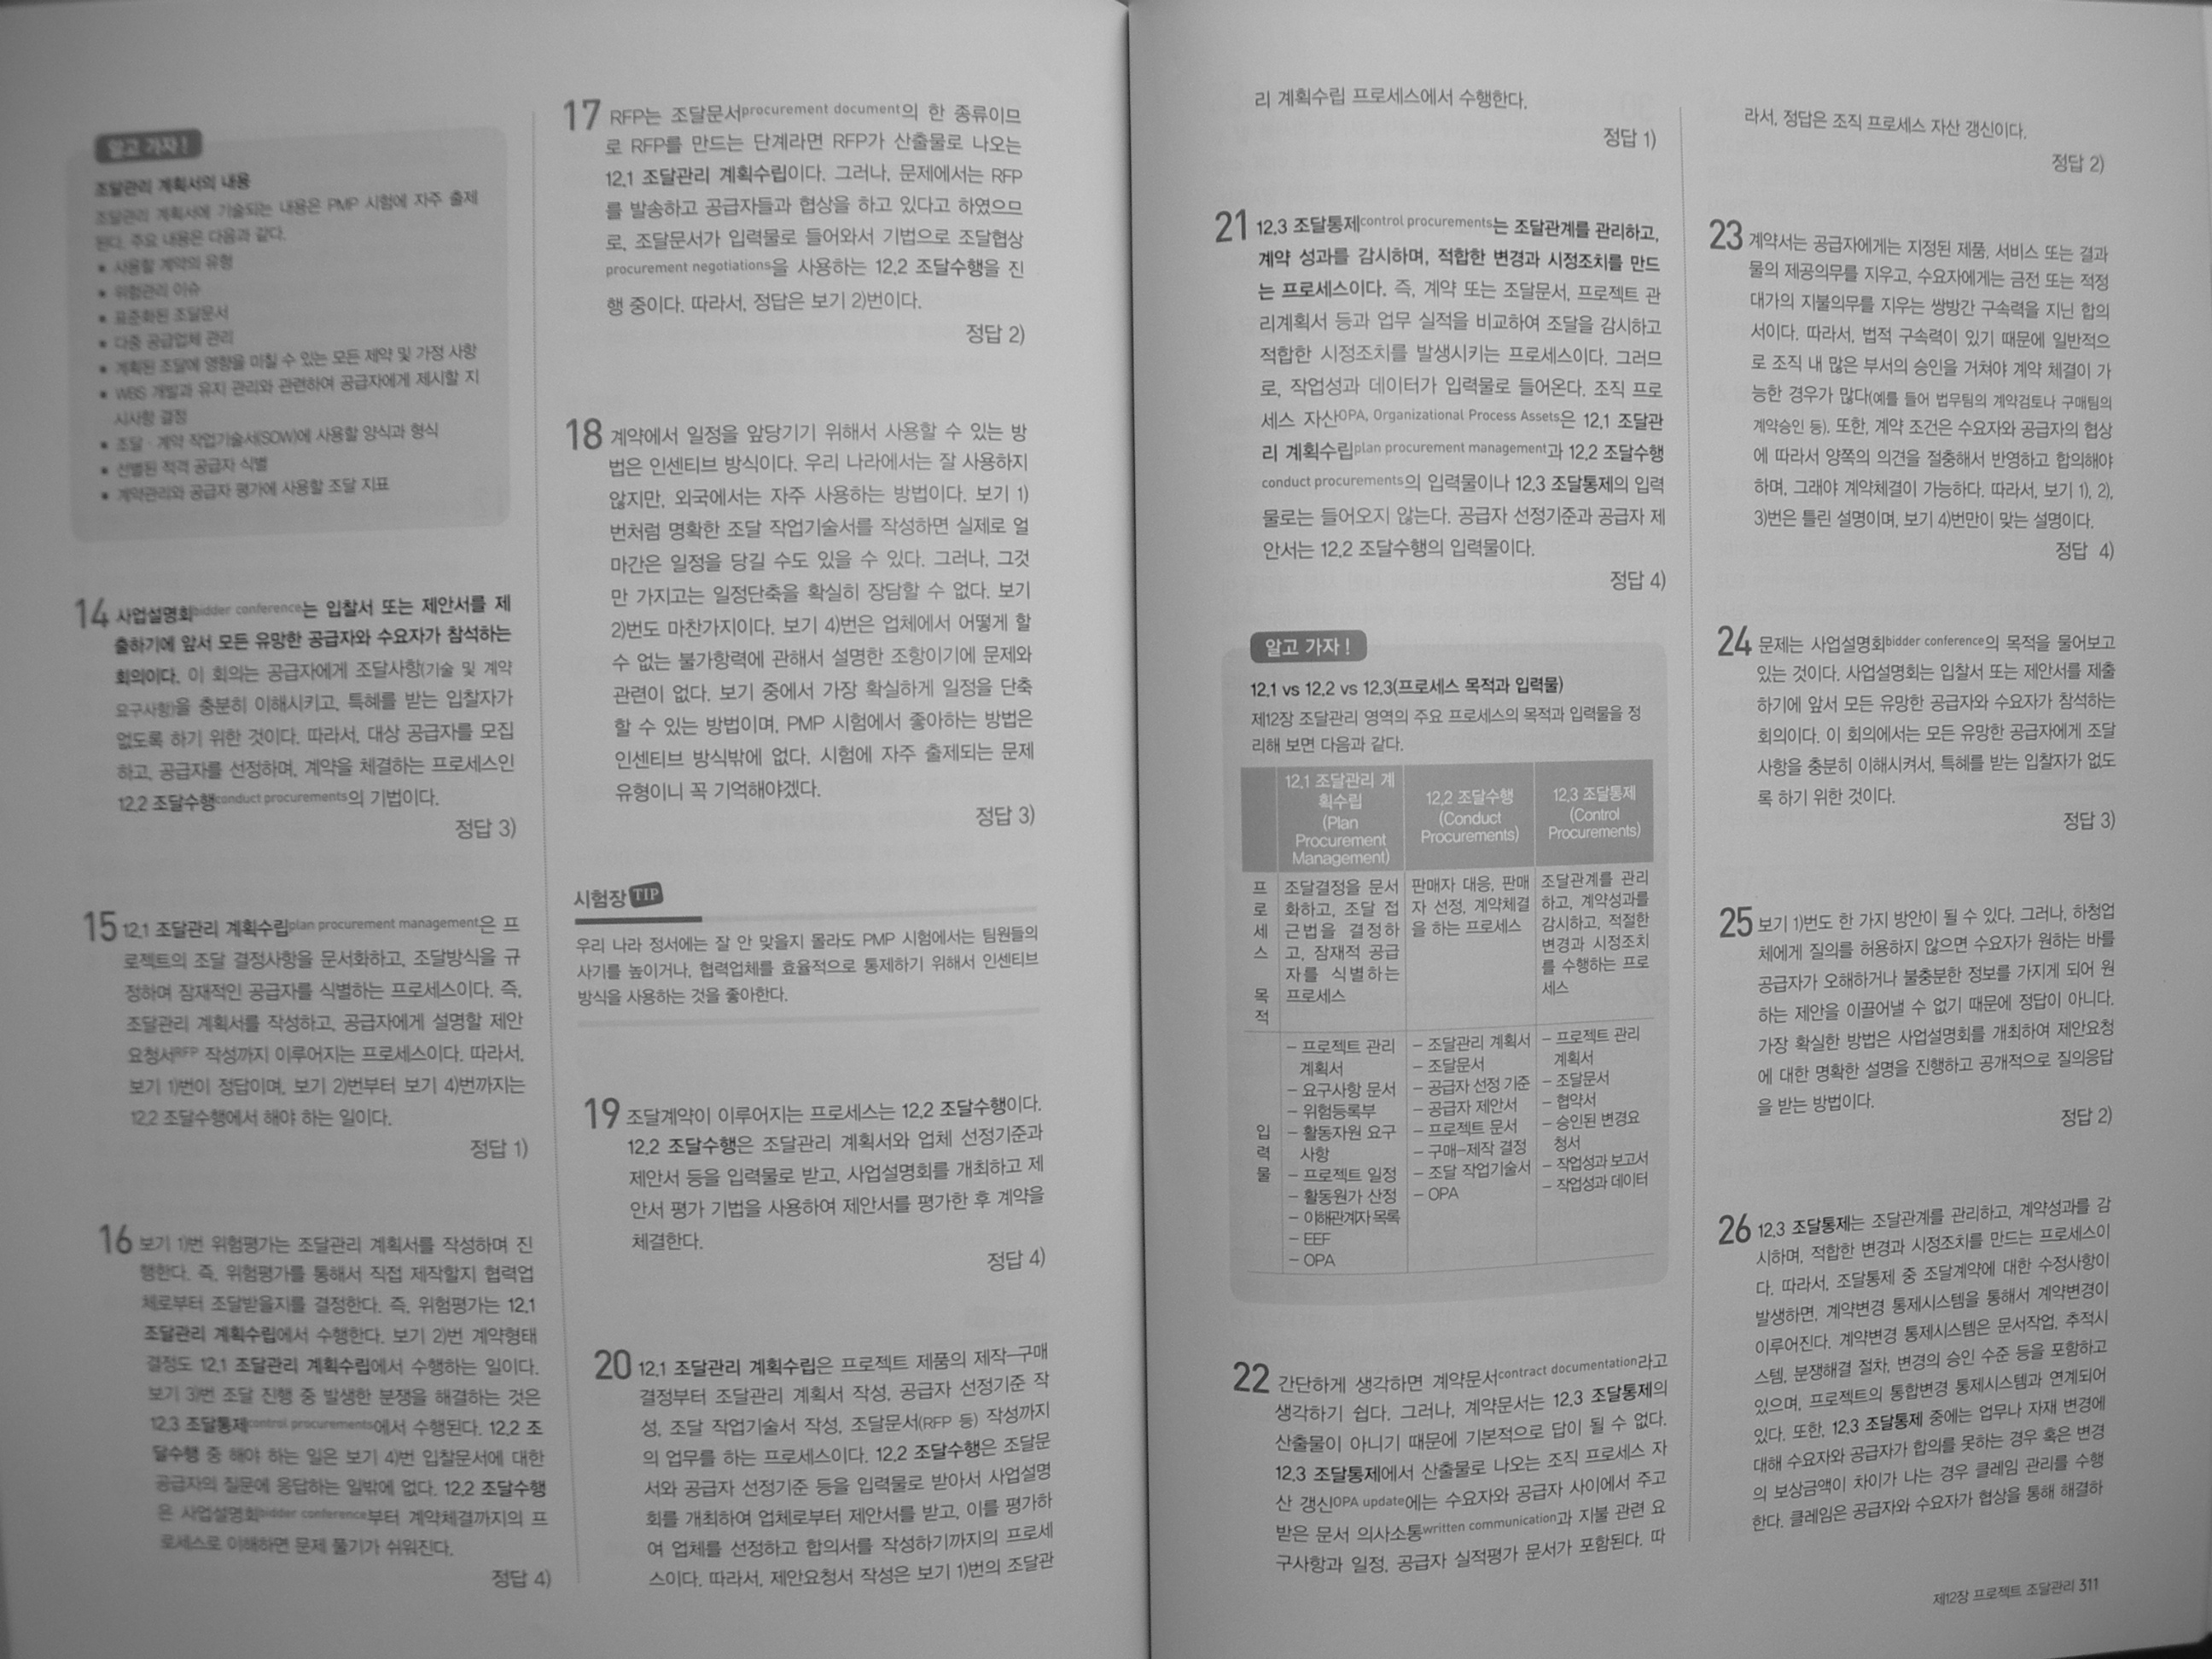 알고 가자!
조달관리 계획서의 내용
조달관리 계획서에 기술되는 내용은 PMP 시험에 자주 출제
된다. 주요 내용은 다음과 같다.
▪ 사용할 계약의 유형
▪ 위험관리 이슈
▪ 표준화된 조달문서
▪ 다중 공급업체 관리
▪ 계획된 조달에 영향을 미칠 수 있는 모든 제약 및 가정 사항
▪ WBS 개발과 유지 관리와 관련하여 공급자에게 제시할 지
시사항 결정
▪ 조달·계약 작업기술서(SOW)에 사용할 양식과 형식
▪ 선별된 적격 공급자 식별
▪ 계약관리와 공급자 평가에 사용할 조달 지표
14 사업설명회bidder conference는 입찰서 또는 제안서를 제
출하기에 앞서 모든 유망한 공급자와 수요자가 참석하는
회의이다. 이 회의는 공급자에게 조달사항(기술 및 계약
요구사항)을 충분히 이해시키고, 특혜를 받는 입찰자가
없도록 하기 위한 것이다. 따라서, 대상 공급자를 모집
하고, 공급자를 선정하며, 계약을 체결하는 프로세스인
12.2 조달수행conduct procurements의 기법이다.
정답 3)
15 12.1 조달관리 계획수립plan procurement management은 프
로젝트의 조달 결정사항을 문서화하고, 조달방식을 규
정하며 잠재적인 공급자를 식별하는 프로세스이다. 즉,
조달관리 계획서를 작성하고, 공급자에게 설명할 제안
요청서RFP 작성까지 이루어지는 프로세스이다. 따라서,
보기 1)번이 정답이며, 보기 2)번부터 보기 4)번까지는
12.2 조달수행에서 해야 하는 일이다.
정답 1)
16 보기 1)번 위험평가는 조달관리 계획서를 작성하며 진
행한다. 즉, 위험평가를 통해서 직접 제작할지 협력업
체로부터 조달받을지를 결정한다. 즉, 위험평가는 12.1
조달관리 계획수립에서 수행한다. 보기 2)번 계약형태
결정도 12.1 조달관리 계획수립에서 수행하는 일이다.
보기 3)번 조달 진행 중 발생한 분쟁을 해결하는 것은
12.3 조달통제control procurements에서 수행된다. 12.2 조
달수행 중 해야 하는 일은 보기 4)번 입찰문서에 대한
공급자의 질문에 응답하는 일밖에 없다. 12.2 조달수행
은 사업설명회bidder conference부터 계약체결까지의 프
로세스로 이해하면 문제 풀기가 쉬워진다.
정답 4)
17 RFP는 조달문서procurement document의 한 종류이므
로 RFP를 만드는 단계라면 RFP가 산출물로 나오는
12.1 조달관리 계획수립이다. 그러나, 문제에서는 RFP
를 발송하고 공급자들과 협상을 하고 있다고 하였으므
로, 조달문서가 입력물로 들어와서 기법으로 조달협상
procurement negotiations을 사용하는 12.2 조달수행을 진
행 중이다. 따라서, 정답은 보기 2)번이다.
정답 2)
18 계약에서 일정을 앞당기기 위해서 사용할 수 있는 방
법은 인센티브 방식이다. 우리 나라에서는 잘 사용하지
않지만, 외국에서는 자주 사용하는 방법이다. 보기 1)
번처럼 명확한 조달 작업기술서를 작성하면 실제로 얼
마간은 일정을 당길 수도 있을 수 있다. 그러나, 그것
만 가지고는 일정단축을 확실히 장담할 수 없다. 보기
2)번도 마찬가지이다. 보기 4)번은 업체에서 어떻게 할
수 없는 불가항력에 관해서 설명한 조항이기에 문제와
관련이 없다. 보기 중에서 가장 확실하게 일정을 단축
할 수 있는 방법이며, PMP 시험에서 좋아하는 방법은
인센티브 방식밖에 없다. 시험에 자주 출제되는 문제
유형이니 꼭 기억해야겠다.
정답 3)
시험장 TIP
우리 나라 정서에는 잘 안 맞을지 몰라도 PMP 시험에서는 팀원들의
사기를 높이거나, 협력업체를 효율적으로 통제하기 위해서 인센티브
방식을 사용하는 것을 좋아한다.
19 조달계약이 이루어지는 프로세스는 12.2 조달수행이다.
12.2 조달수행은 조달관리 계획서와 업체 선정기준과
제안서 등을 입력물로 받고, 사업설명회를 개최하고 제
안서 평가 기법을 사용하여 제안서를 평가한 후 계약을
체결한다.
정답 4)
20 12.1 조달관리 계획수립은 프로젝트 제품의 제작–구매
결정부터 조달관리 계획서 작성, 공급자 선정기준 작
성, 조달 작업기술서 작성, 조달문서(RFP 등) 작성까지
의 업무를 하는 프로세스이다. 12.2 조달수행은 조달문
서와 공급자 선정기준 등을 입력물로 받아서 사업설명
회를 개최하여 업체로부터 제안서를 받고, 이를 평가하
여 업체를 선정하고 합의서를 작성하기까지의 프로세
스이다. 따라서, 제안요청서 작성은 보기 1)번의 조달관
리 계획수립 프로세스에서 수행한다.
정답 1)
21 12.3 조달통제control procurements는 조달관계를 관리하고,
계약 성과를 감시하며, 적합한 변경과 시정조치를 만드
는 프로세스이다. 즉, 계약 또는 조달문서, 프로젝트 관
리계획서 등과 업무 실적을 비교하여 조달을 감시하고
적합한 시정조치를 발생시키는 프로세스이다. 그러므
로, 작업성과 데이터가 입력물로 들어온다. 조직 프로
세스 자산OPA, Organizational Process Assets은 12.1 조달관
리 계획수립plan procurement management과 12.2 조달수행
conduct procurements의 입력물이나 12.3 조달통제의 입력
물로는 들어오지 않는다. 공급자 선정기준과 공급자 제
안서는 12.2 조달수행의 입력물이다.
정답 4)
알고 가자!
12.1 vs 12.2 vs 12.3(프로세스 목적과 입력물)
제12장 조달관리 영역의 주요 프로세스의 목적과 입력물을 정
리해 보면 다음과 같다.
12.1 조달관리 계
획수립
(Plan
Procurement
Management)
12.2 조달수행
(Conduct
Procurements)
12.3 조달통제
(Control
Procurements)
프로세스 목적
조달결정을 문서
화하고, 조달 접
근법을 결정하
고, 잠재적 공급
자를 식별하는
프로세스
판매자 대응, 판매
자 선정, 계약체결
을 하는 프로세스
조달관계를 관리
하고, 계약성과를
감시하고, 적절한
변경과 시정조치
를 수행하는 프로
세스
입력물
– 프로젝트 관리
계획서
– 요구사항 문서
– 위험등록부
– 활동자원 요구
사항
– 프로젝트 일정
– 활동원가 산정
– 이해관계자 목록
– EEF
– OPA
– 조달관리 계획서
– 조달문서
– 공급자 선정 기준
– 공급자 제안서
– 프로젝트 문서
– 구매–제작 결정
– 조달 작업기술서
– OPA
– 프로젝트 관리
계획서
– 조달문서
– 협약서
– 승인된 변경요
청서
– 작업성과 보고서
– 작업성과 데이터
22 간단하게 생각하면 계약문서contract documentation라고
생각하기 쉽다. 그러나, 계약문서는 12.3 조달통제의
산출물이 아니기 때문에 기본적으로 답이 될 수 없다.
12.3 조달통제에서 산출물로 나오는 조직 프로세스 자
산 갱신OPA update에는 수요자와 공급자 사이에서 주고
받은 문서 의사소통written communication과 지불 관련 요
구사항과 일정, 공급자 실적평가 문서가 포함된다. 따
라서, 정답은 조직 프로세스 자산 갱신이다.
정답 2)
23 계약서는 공급자에게는 지정된 제품, 서비스 또는 결과
물의 제공의무를 지우고, 수요자에게는 금전 또는 적정
대가의 지불의무를 지우는 쌍방간 구속력을 지닌 합의
서이다. 따라서, 법적 구속력이 있기 때문에 일반적으
로 조직 내 많은 부서의 승인을 거쳐야 계약 체결이 가
능한 경우가 많다(예를 들어 법무팀의 계약검토나 구매팀의
계약승인 등). 또한, 계약 조건은 수요자와 공급자의 협상
에 따라서 양쪽의 의견을 절충해서 반영하고 합의해야
하며, 그래야 계약체결이 가능하다. 따라서, 보기 1), 2),
3)번은 틀린 설명이며, 보기 4)번만이 맞는 설명이다.
정답 4)
24 문제는 사업설명회bidder conference의 목적을 물어보고
있는 것이다. 사업설명회는 입찰서 또는 제안서를 제출
하기에 앞서 모든 유망한 공급자와 수요자가 참석하는
회의이다. 이 회의에서는 모든 유망한 공급자에게 조달
사항을 충분히 이해시켜서, 특혜를 받는 입찰자가 없도
록 하기 위한 것이다.
정답 3)
25 보기 1)번도 한 가지 방안이 될 수 있다. 그러나, 하청업
체에게 질의를 허용하지 않으면 수요자가 원하는 바를
공급자가 오해하거나 불충분한 정보를 가지게 되어 원
하는 제안을 이끌어낼 수 없기 때문에 정답이 아니다.
가장 확실한 방법은 사업설명회를 개최하여 제안요청
에 대한 명확한 설명을 진행하고 공개적으로 질의응답
을 받는 방법이다.
정답 2)
26 12.3 조달통제는 조달관계를 관리하고, 계약성과를 감
시하며, 적합한 변경과 시정조치를 만드는 프로세스이
다. 따라서, 조달통제 중 조달계약에 대한 수정사항이
발생하면, 계약변경 통제시스템을 통해서 계약변경이
이루어진다. 계약변경 통제시스템은 문서작업, 추적시
스템, 분쟁해결 절차, 변경의 승인 수준 등을 포함하고
있으며, 프로젝트의 통합변경 통제시스템과 연계되어
있다. 또한, 12.3 조달통제 중에는 업무나 자재 변경에
대해 수요자와 공급자가 합의를 못하는 경우 혹은 변경
의 보상금액이 차이가 나는 경우 클레임 관리를 수행
한다. 클레임은 공급자와 수요자가 협상을 통해 해결하
제12장 프로젝트 조달관리 311